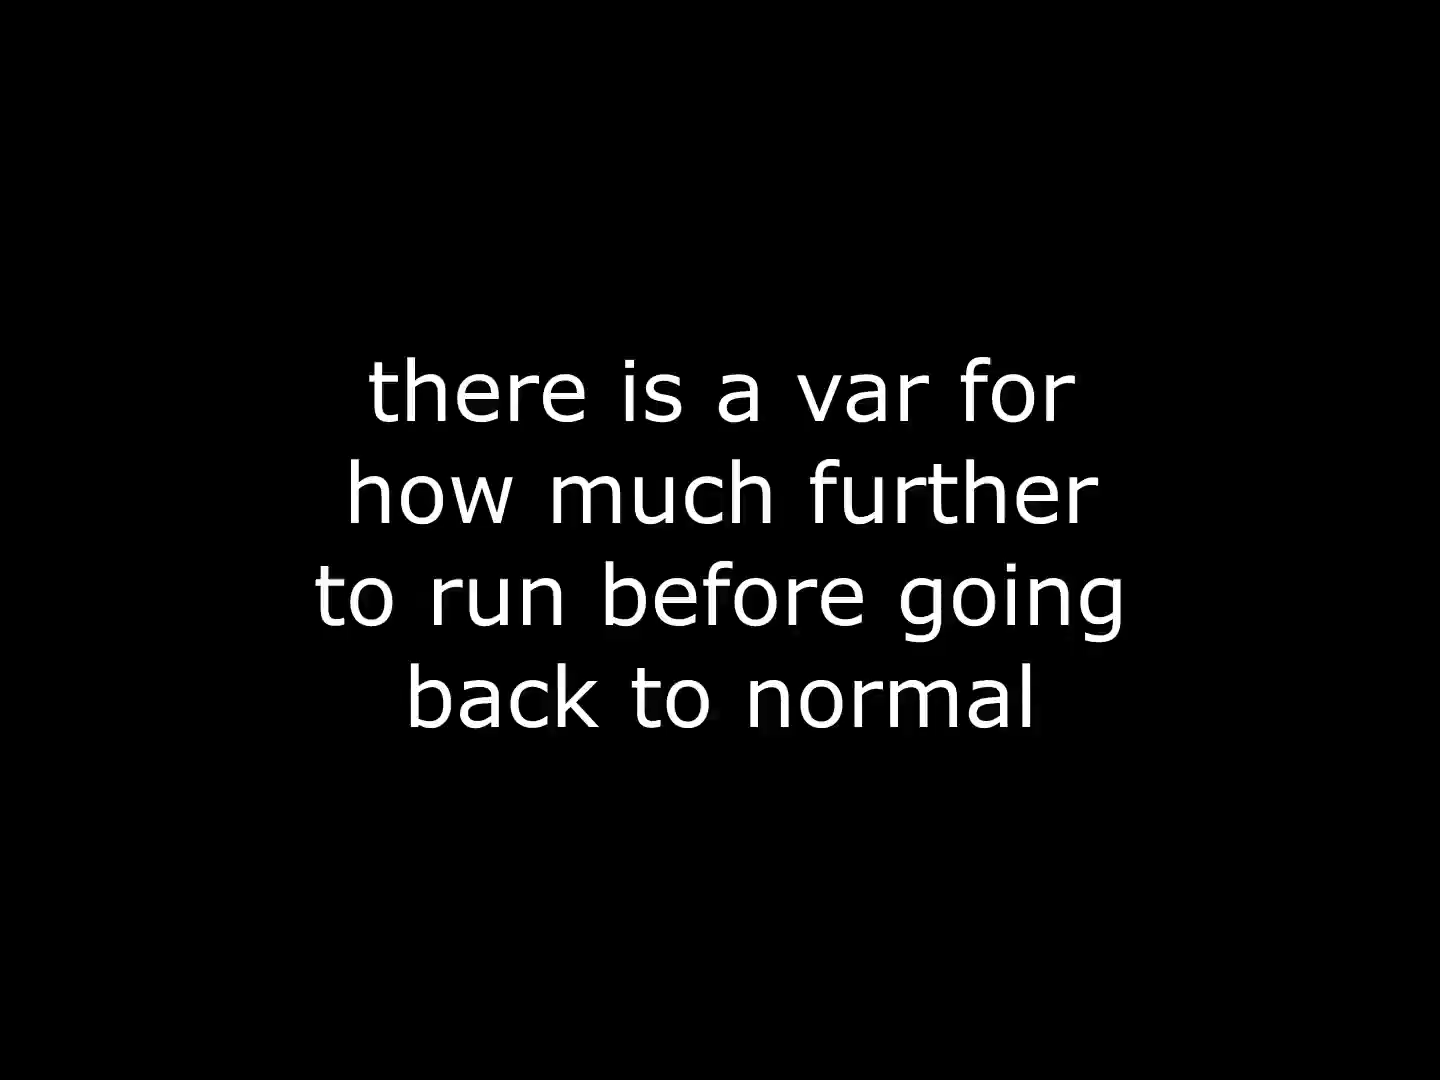 there is a var for
how much further
to run before going
back to normal